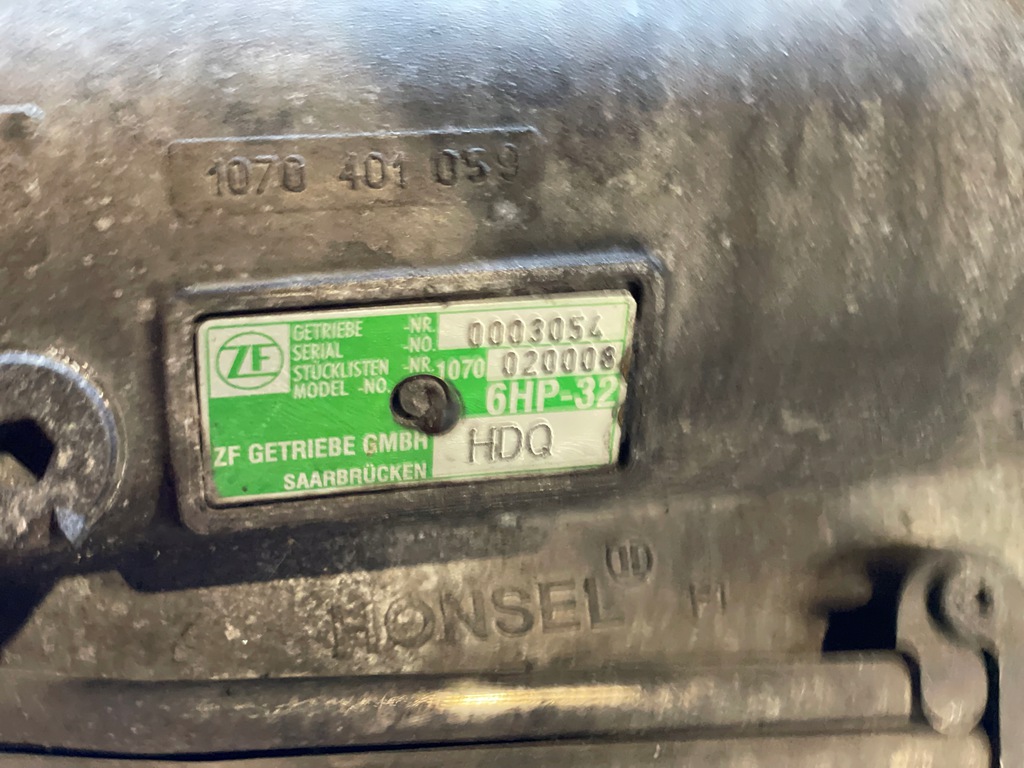 1070 401 059
ZF
GETRIEBE -NR. 0003054
SERIAL -NO.
STÜCKLISTEN -NR. 1070 020008
MODEL -NO.
6HP-32
ZF GETRIEBE GMBH HDQ
SAARBRÜCKEN
HONSEL